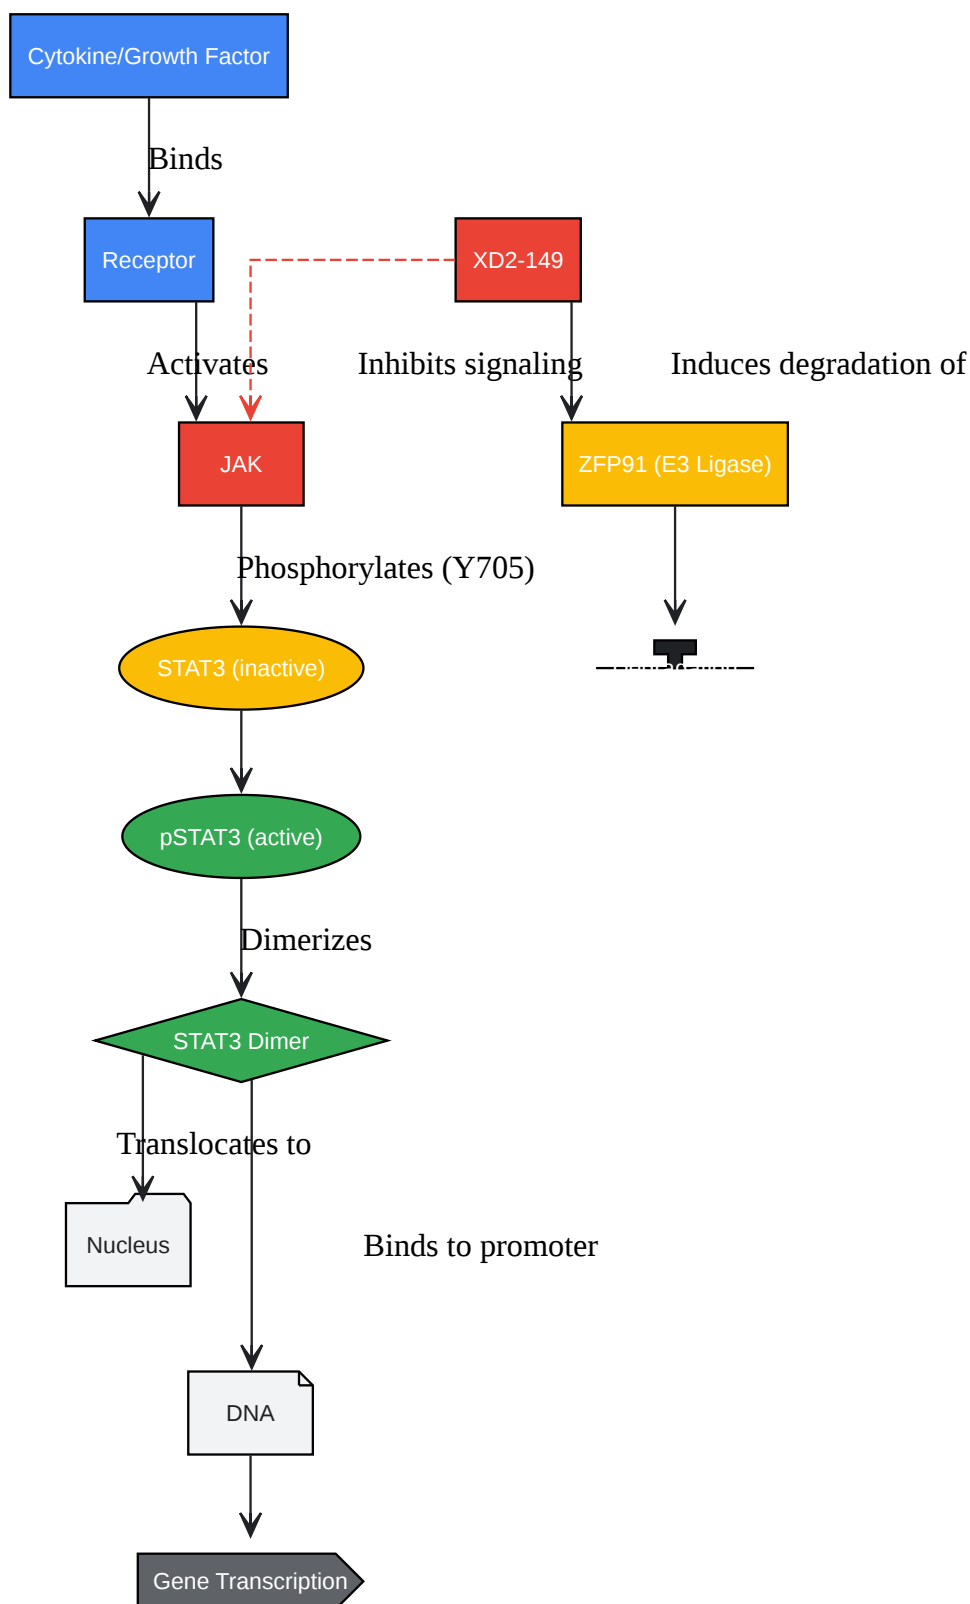 Cytokine/Growth Factor
Binds
Receptor
XD2-149
Activates
Inhibits signaling
Induces degradation of
JAK
ZFP91 (E3 Ligase)
Phosphorylates (Y705)
STAT3 (inactive)
pSTAT3 (active)
Dimerizes
STAT3 Dimer
Translocates to
Nucleus
Binds to promoter
DNA
Gene Transcription